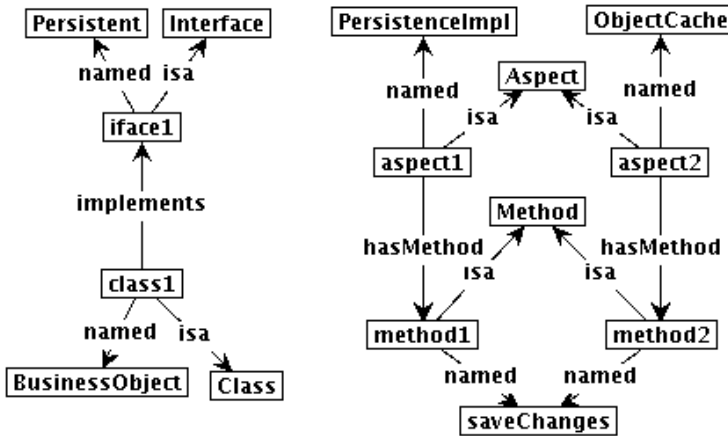 Persistent
Interface
named
isa
iface1
implements
class1
named
isa
BusinessObject
Class
PersistenceImpl
ObjectCache
named
Aspect
named
isa
isa
aspect1
aspect2
Method
hasMethod
hasMethod
isa
isa
method1
method2
named
named
saveChanges